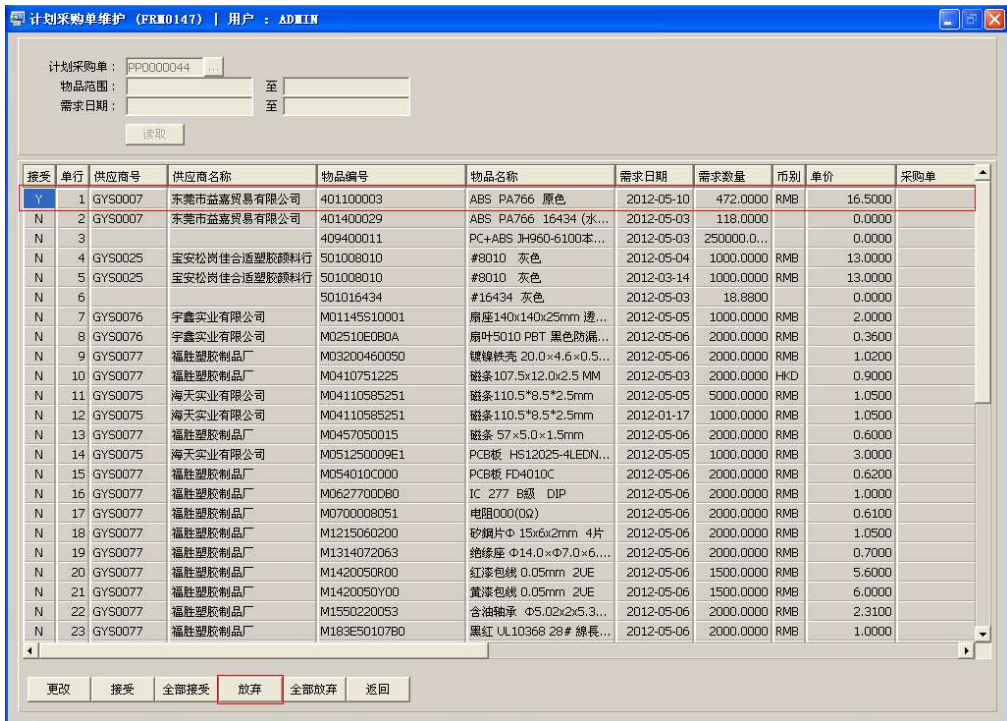 计划采购单维护 (FRM0147) | 用户 : ADMIN
计划采购单: PP0000044 ...
物品范围: 至
需求日期: 至
读取
接受 单行 供应商号 供应商名称 物品编号 物品名称 需求日期 需求数量 币别 单价 采购单
Y 1 GYS0007 东莞市益嘉贸易有限公司 401100003 ABS PA766 原色 2012-05-10 472.0000 RMB 16.5000
N 2 GYS0007 东莞市益嘉贸易有限公司 401400029 ABS PA766 16434 (水... 2012-05-03 118.0000 0.0000
N 3 409400011 PC+ABS JH960-6100本... 2012-05-03 250000.0... 0.0000
N 4 GYS0025 宝安松岗佳合适塑胶颜料行 501008010 #8010 灰色 2012-05-04 1000.0000 RMB 13.0000
N 5 GYS0025 宝安松岗佳合适塑胶颜料行 501008010 #8010 灰色 2012-03-14 1000.0000 RMB 13.0000
N 6 501016434 #16434 灰色 2012-05-03 18.8800 0.0000
N 7 GYS0076 宇鑫实业有限公司 M01145S10001 扇座140x140x25mm 透... 2012-05-05 1000.0000 RMB 2.0000
N 8 GYS0076 宇鑫实业有限公司 M02510E0B0A 扇叶5010 PBT 黑色防漏... 2012-05-06 2000.0000 RMB 0.3600
N 9 GYS0077 福胜塑胶制品厂 M03200460050 镀镍铁壳 20.0×4.6×0.5... 2012-05-06 2000.0000 RMB 1.0200
N 10 GYS0077 福胜塑胶制品厂 M0410751225 磁条107.5x12.0x2.5 MM 2012-05-03 2000.0000 HKD 0.9000
N 11 GYS0075 海天实业有限公司 M04110585251 磁条110.5*8.5*2.5mm 2012-05-05 5000.0000 RMB 1.0500
N 12 GYS0075 海天实业有限公司 M04110585251 磁条110.5*8.5*2.5mm 2012-01-17 1000.0000 RMB 1.0500
N 13 GYS0077 福胜塑胶制品厂 M0457050015 磁条 57×5.0×1.5mm 2012-05-06 2000.0000 RMB 0.6000
N 14 GYS0075 海天实业有限公司 M051250009E1 PCB板 HS12025-4LEDN... 2012-05-05 1000.0000 RMB 3.0000
N 15 GYS0077 福胜塑胶制品厂 M054010C000 PCB板 FD4010C 2012-05-06 2000.0000 RMB 0.6200
N 16 GYS0077 福胜塑胶制品厂 M0627700DB0 IC 277 B级 DIP 2012-05-06 2000.0000 RMB 1.0000
N 17 GYS0077 福胜塑胶制品厂 M0700008051 电阻000(0Ω) 2012-05-06 2000.0000 RMB 0.6100
N 18 GYS0077 福胜塑胶制品厂 M1215060200 矽鋼片Φ 15x6x2mm 4片 2012-05-06 2000.0000 RMB 1.0500
N 19 GYS0077 福胜塑胶制品厂 M1314072063 绝缘座 Φ14.0×Φ7.0×6.... 2012-05-06 2000.0000 RMB 0.7000
N 20 GYS0077 福胜塑胶制品厂 M1420050R00 红漆包线 0.05mm 2UE 2012-05-06 1500.0000 RMB 5.6000
N 21 GYS0077 福胜塑胶制品厂 M1420050Y00 黄漆包线 0.05mm 2UE 2012-05-06 1500.0000 RMB 6.0000
N 22 GYS0077 福胜塑胶制品厂 M1550220053 含油轴承 Φ5.02x2x5.3... 2012-05-06 2000.0000 RMB 2.3100
N 23 GYS0077 福胜塑胶制品厂 M183E50107B0 黑红 UL10368 28# 線長... 2012-05-06 2000.0000 RMB 1.0000
更改 接受 全部接受 放弃 全部放弃 返回